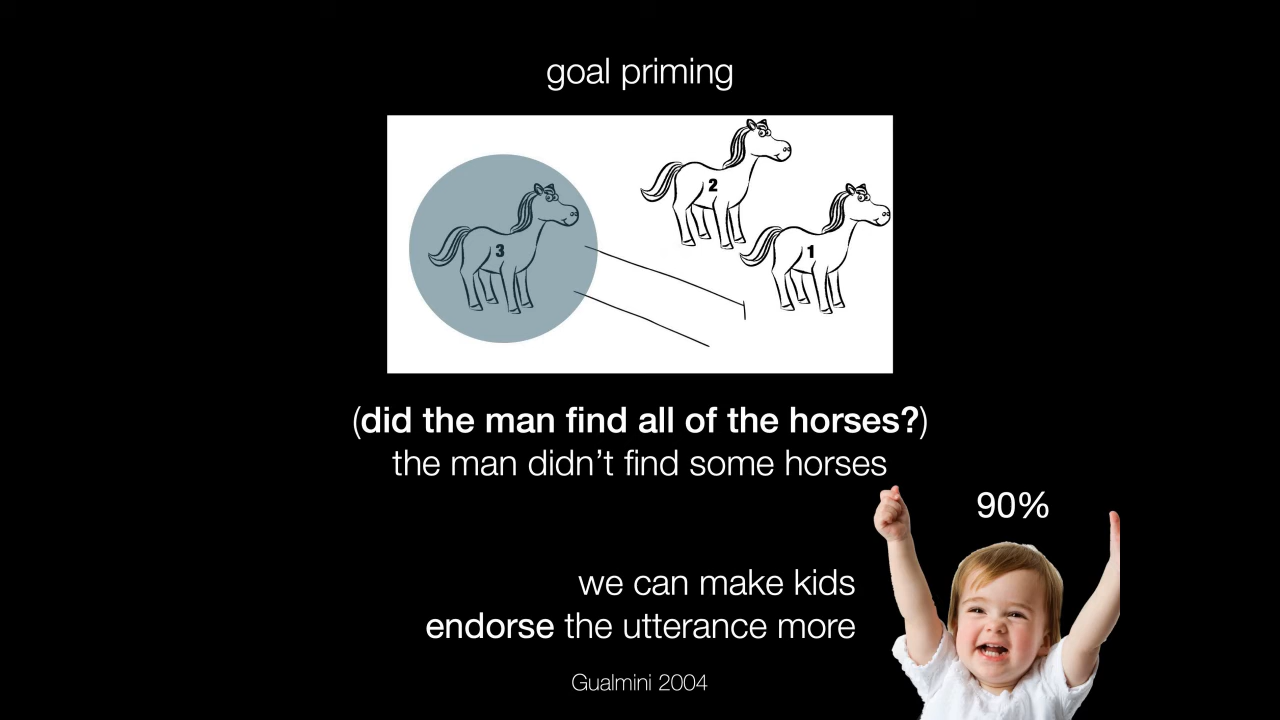 goal priming
2
3
1
(did the man find all of the horses?)
the man didn’t find some horses
90%
we can make kids
endorse the utterance more
Gualmini 2004